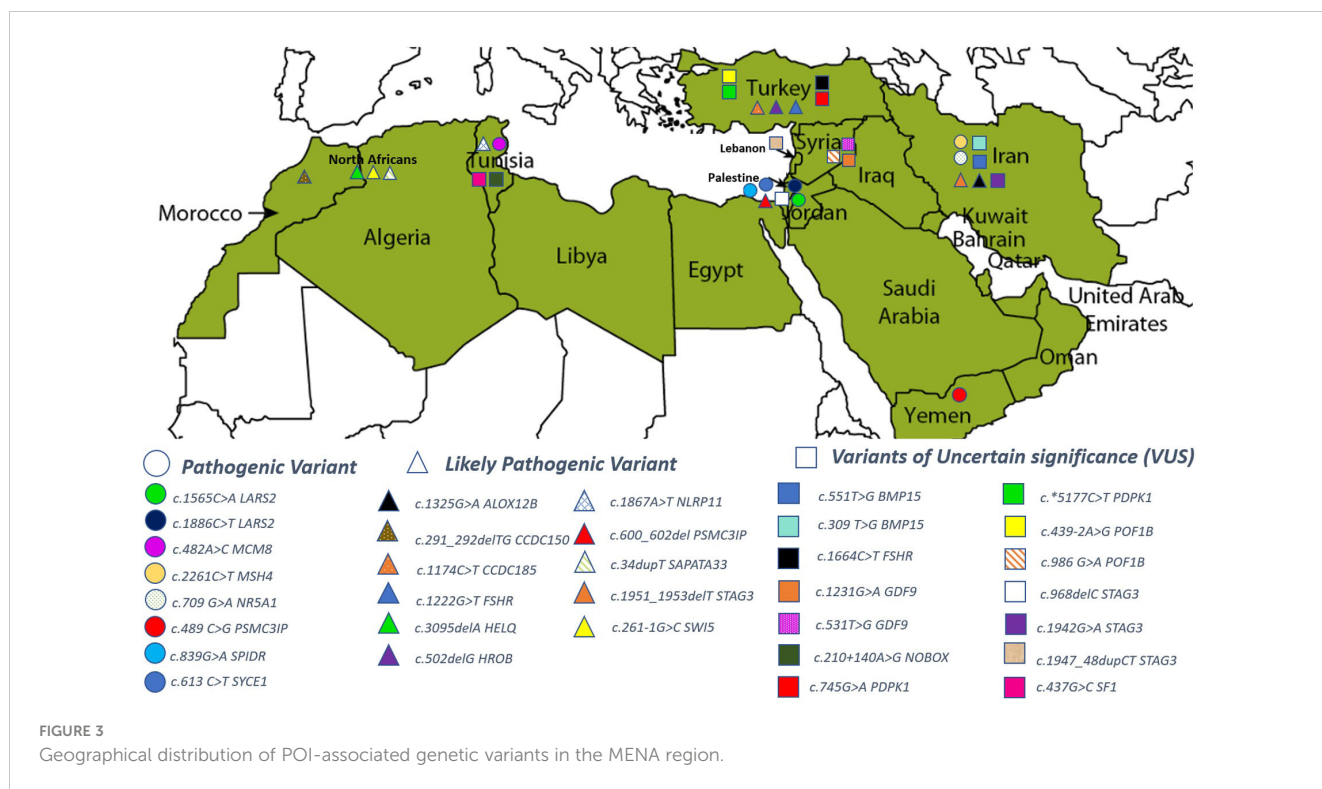 Turkey
Lebanon
Syria
Iran
North Africans
Tunisia
Iraq
Palestine
Morocco
Jordan
Kuwait
Algeria
Bahrain
Libya
Qatar
Egypt
Saudi
Arabia
United Arab
Emirates
Oman
Yemen
Pathogenic Variant
c.1565C>A LARS2
c.1886C>T LARS2
c.482A>C MCM8
c.2261C>T MSH4
c.709 G>A NR5A1
c.489 C>G PSMC3IP
c.839G>A SPIDR
c.613 C>T SYCE1
Likely Pathogenic Variant
c.1325G>A ALOX12B
c.291_292delTG CCDC150
c.1174C>T CCDC185
c.1222G>T FSHR
c.3095delA HELQ
c.502delG HROB
c.1867A>T NLRP11
c.600_602del PSMC3IP
c.34dupT SAPATA33
c.1951_1953delT STAG3
c.261-1G>C SWI5
Variants of Uncertain significance (VUS)
c.551T>G BMP15
c.309 T>G BMP15
c.1664C>T FSHR
c.1231G>A GDF9
c.531T>G GDF9
c.210+140A>G NOBOX
c.745G>A PDPK1
c.*5177C>T PDPK1
c.439-2A>G POF1B
c.986 G>A POF1B
c.968delC STAG3
c.1942G>A STAG3
c.1947_48dupCT STAG3
c.437G>C SF1
FIGURE 3
Geographical distribution of POI-associated genetic variants in the MENA region.